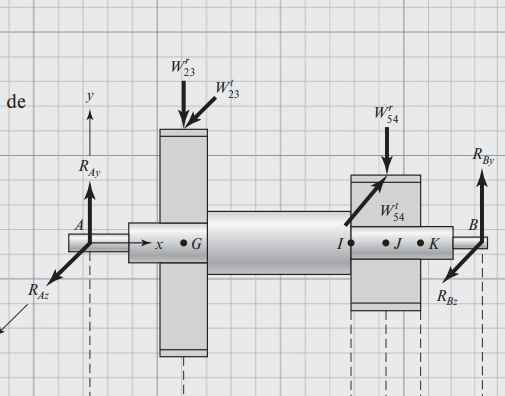 de
W^r_23
W^t_23
y
W^r_54
R_Ay
R_By
W^t_54
A
x
G
I
J
K
B
R_Az
R_Bz